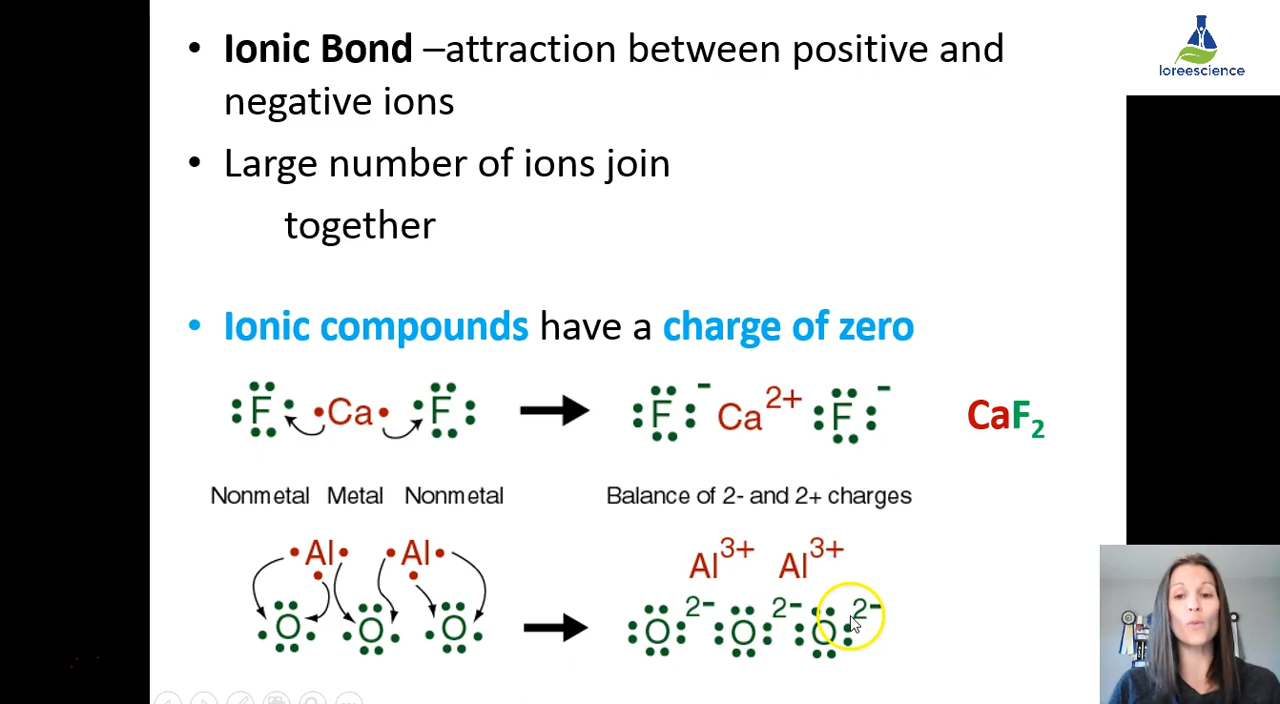 • Ionic Bond –attraction between positive and
negative ions
loreescience
• Large number of ions join
together
• Ionic compounds have a charge of zero
F Ca F F⁻ Ca²⁺ F⁻ CaF₂
Nonmetal Metal Nonmetal Balance of 2- and 2+ charges
Al Al Al³⁺ Al³⁺
O O O O²⁻ O²⁻ O²⁻